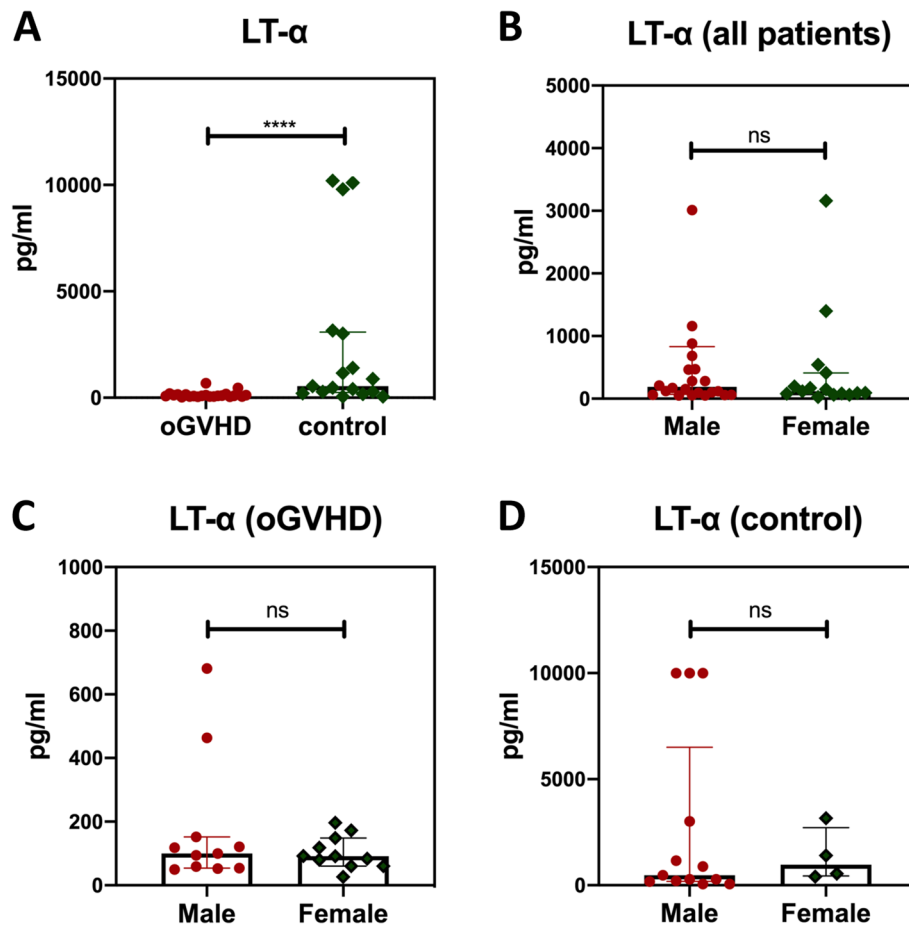 A
LT-α
15000
10000
5000
0
pg/ml
****
oGVHD
control
B
LT-α (all patients)
5000
4000
3000
2000
1000
0
pg/ml
ns
Male
Female
C
LT-α (oGVHD)
1000
800
600
400
200
0
pg/ml
ns
Male
Female
D
LT-α (control)
15000
10000
5000
0
pg/ml
ns
Male
Female